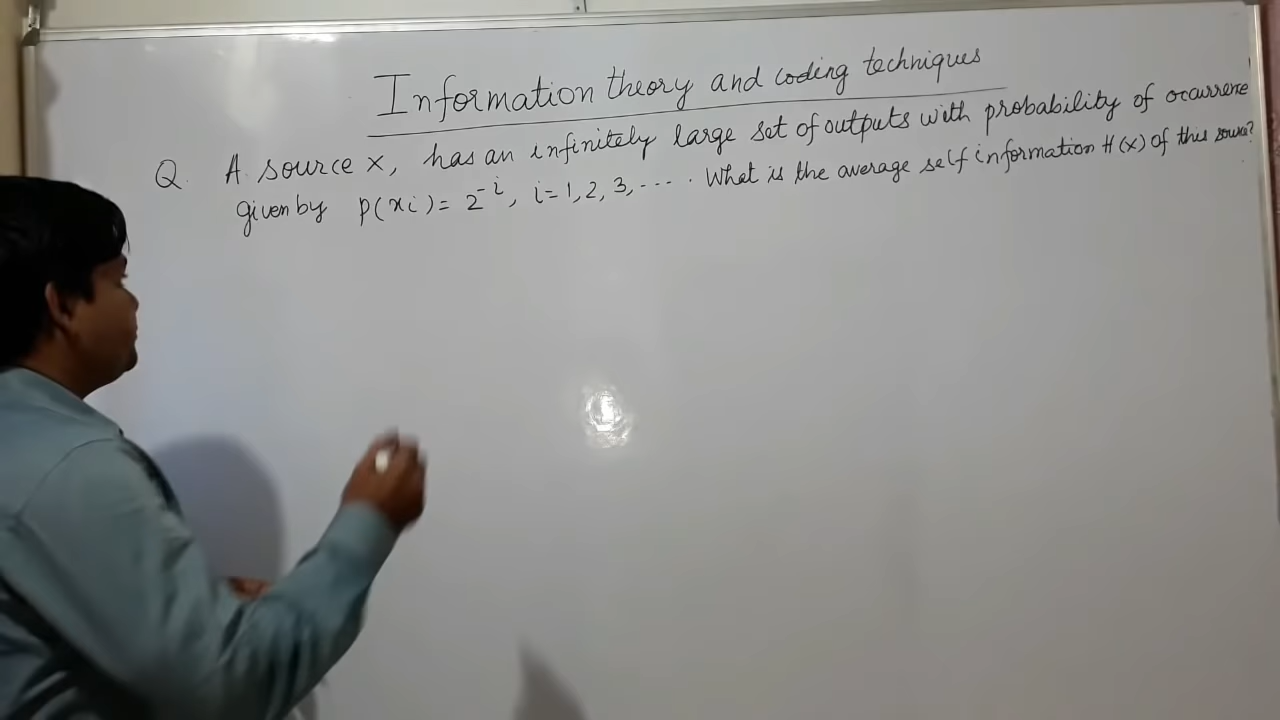 Information theory and coding techniques
Q. A source x, has an infinitely large set of outputs with probability of ocurrene
given by P(xi) = 2^-i, i = 1, 2, 3, .... What is the average self information H(x) of this source?